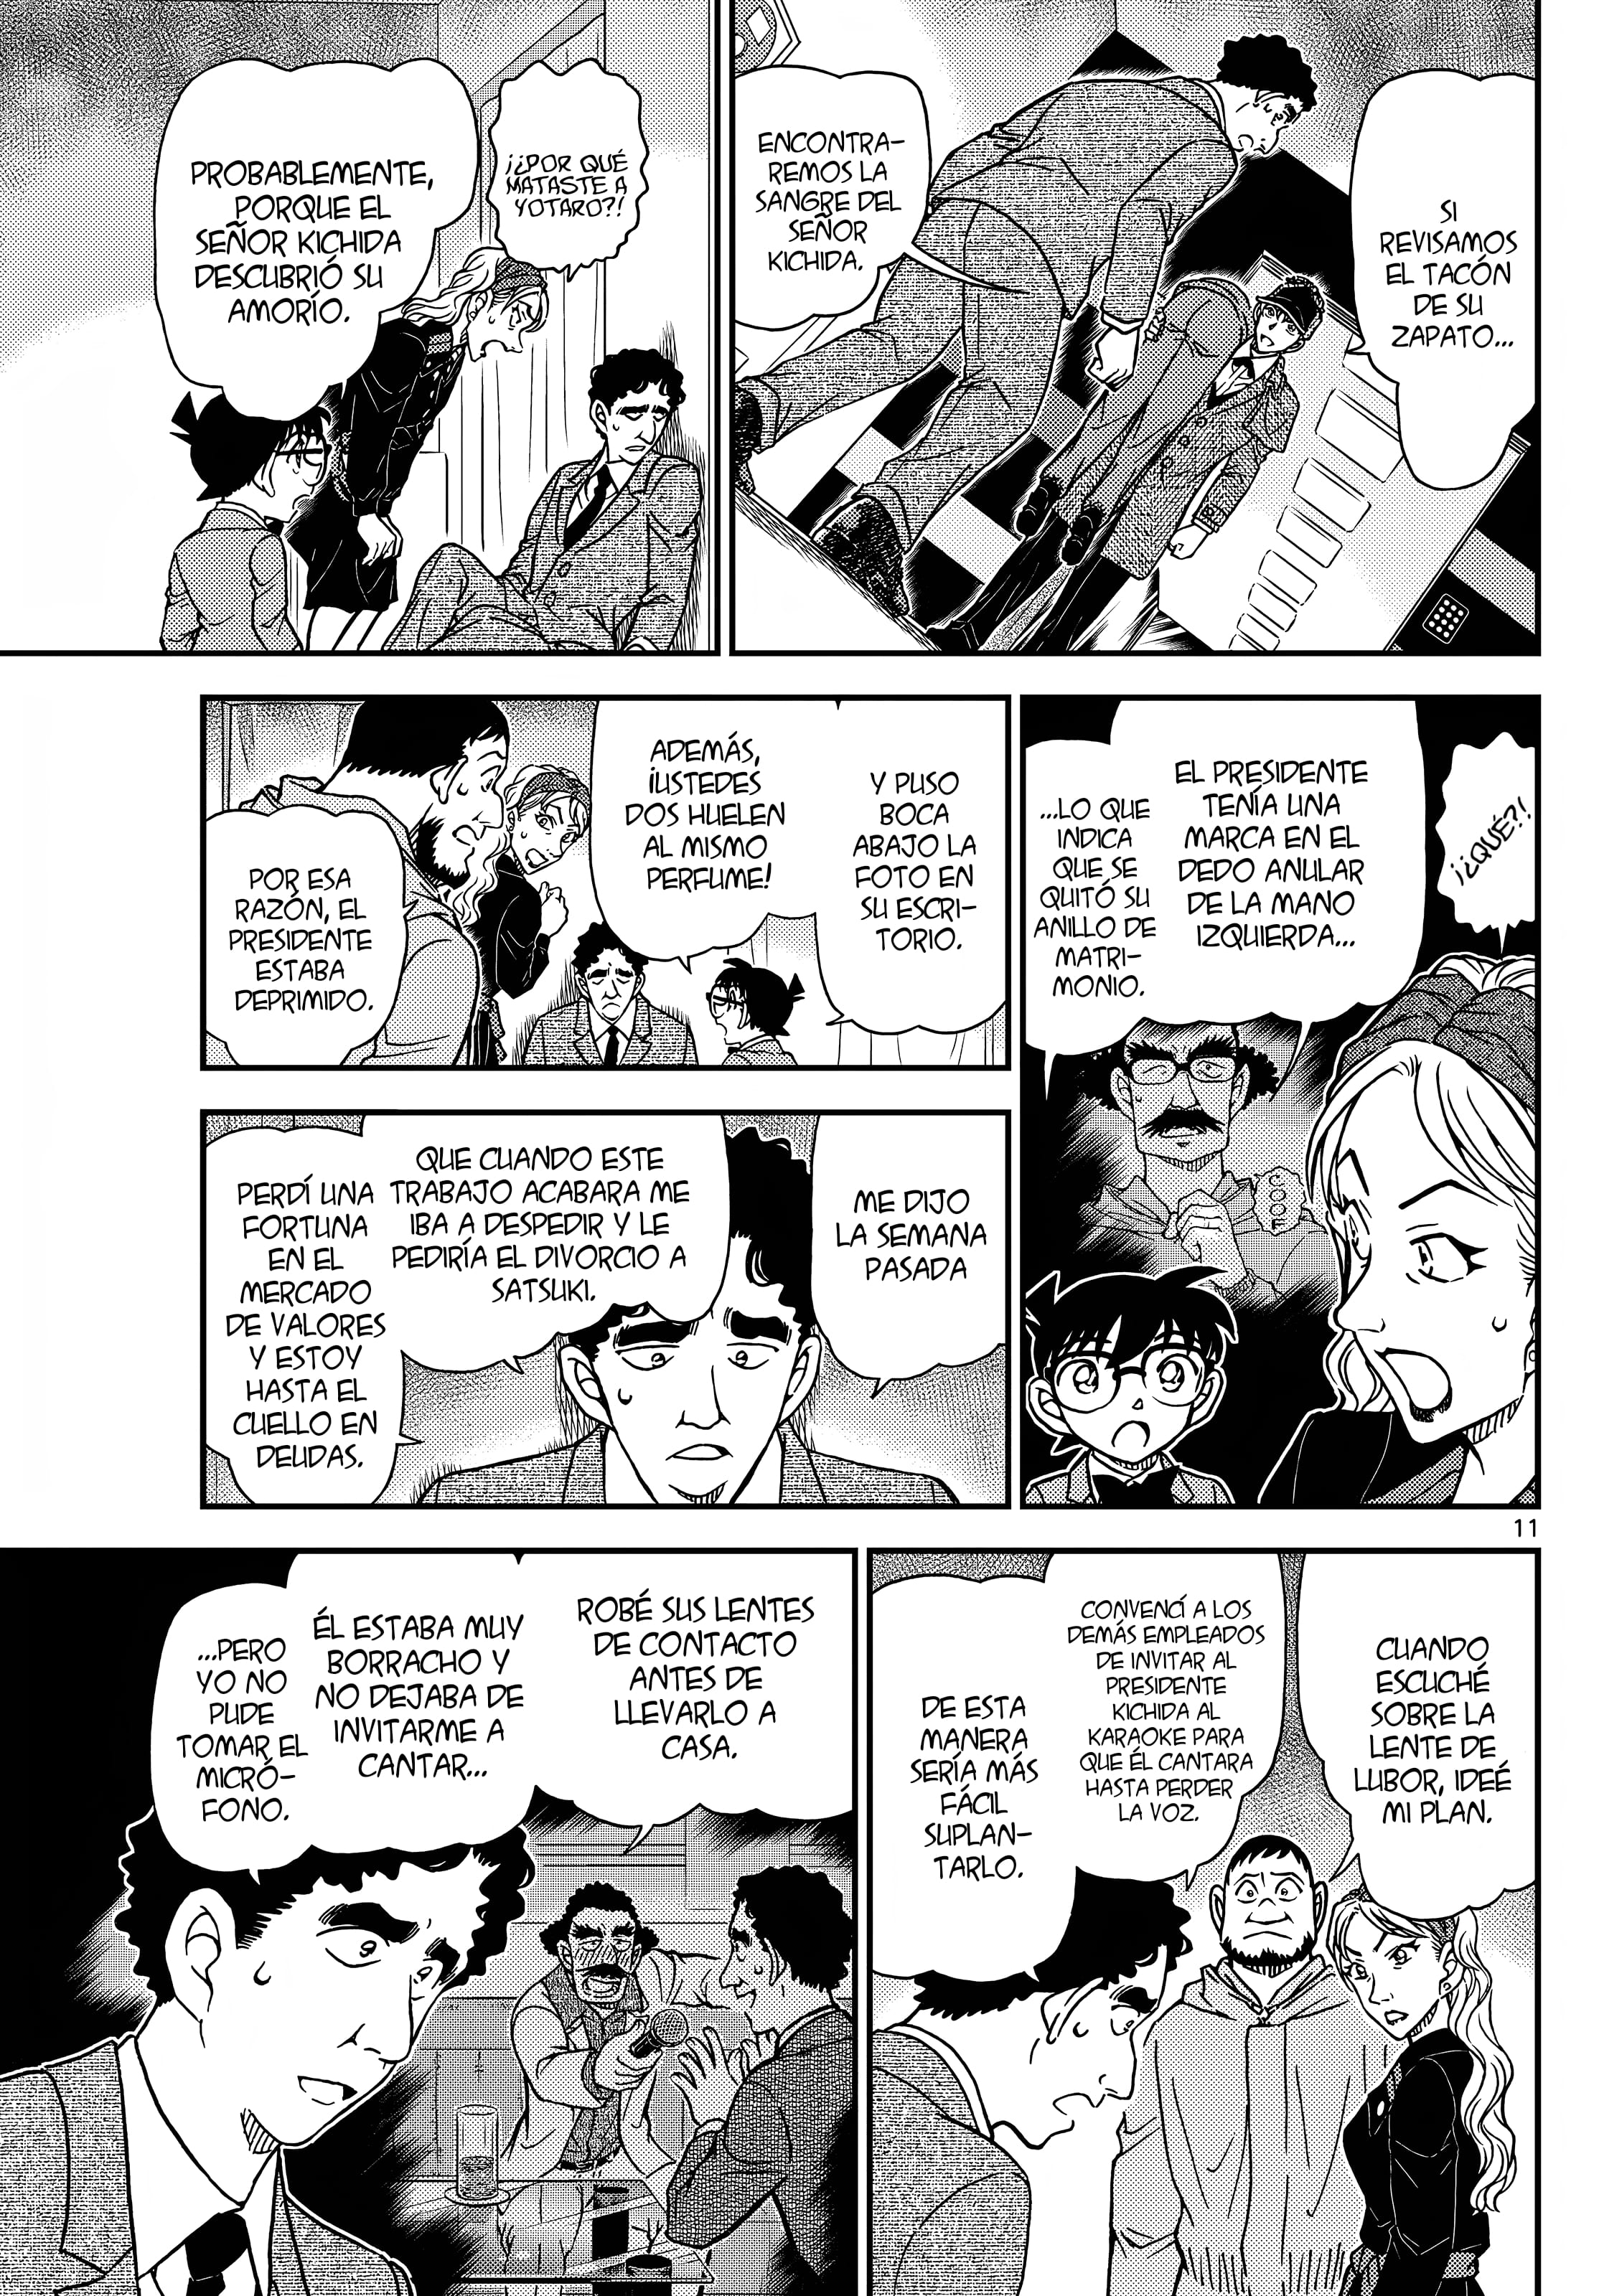 SI
REVISAMOS
EL TACÓN
DE SU
ZAPATO...
ENCONTRA-
REMOS LA
SANGRE DEL
SEÑOR
KICHIDA.
¡¿POR QUÉ
MATASTE A
YOTARO?!
PROBABLEMENTE,
PORQUE EL
SEÑOR KICHIDA
DESCUBRIÓ SU
AMORÍO.
¡¿QUÉ?!
EL PRESIDENTE
TENÍA UNA
MARCA EN EL
DEDO ANULAR
DE LA MANO
IZQUIERDA...
...LO QUE
INDICA
QUE SE
QUITÓ SU
ANILLO DE
MATRI-
MONIO.
COOF
Y PUSO
BOCA
ABAJO LA
FOTO EN
SU ESCRI-
TORIO.
ADEMÁS,
¡USTEDES
DOS HUELEN
AL MISMO
PERFUME!
POR ESA
RAZÓN, EL
PRESIDENTE
ESTABA
DEPRIMIDO.
ME DIJO
LA SEMANA
PASADA
QUE CUANDO ESTE
TRABAJO ACABARA ME
IBA A DESPEDIR Y LE
PEDIRÍA EL DIVORCIO A
SATSUKI.
PERDÍ UNA
FORTUNA
EN EL
MERCADO
DE VALORES
Y ESTOY
HASTA EL
CUELLO EN
DEUDAS.
11
CUANDO
ESCUCHÉ
SOBRE LA
LENTE DE
LUBOR, IDEÉ
MI PLAN.
CONVENCÍ A LOS
DEMÁS EMPLEADOS
DE INVITAR AL
PRESIDENTE
KICHIDA AL
KARAOKE PARA
QUE ÉL CANTARA
HASTA PERDER
LA VOZ.
DE ESTA
MANERA
SERÍA MÁS
FÁCIL
SUPLAN-
TARLO.
ROBÉ SUS LENTES
DE CONTACTO
ANTES DE
LLEVARLO A
CASA.
ÉL ESTABA MUY
BORRACHO Y
NO DEJABA DE
INVITARME A
CANTAR...
...PERO
YO NO
PUDE
TOMAR EL
MICRÓ-
FONO.